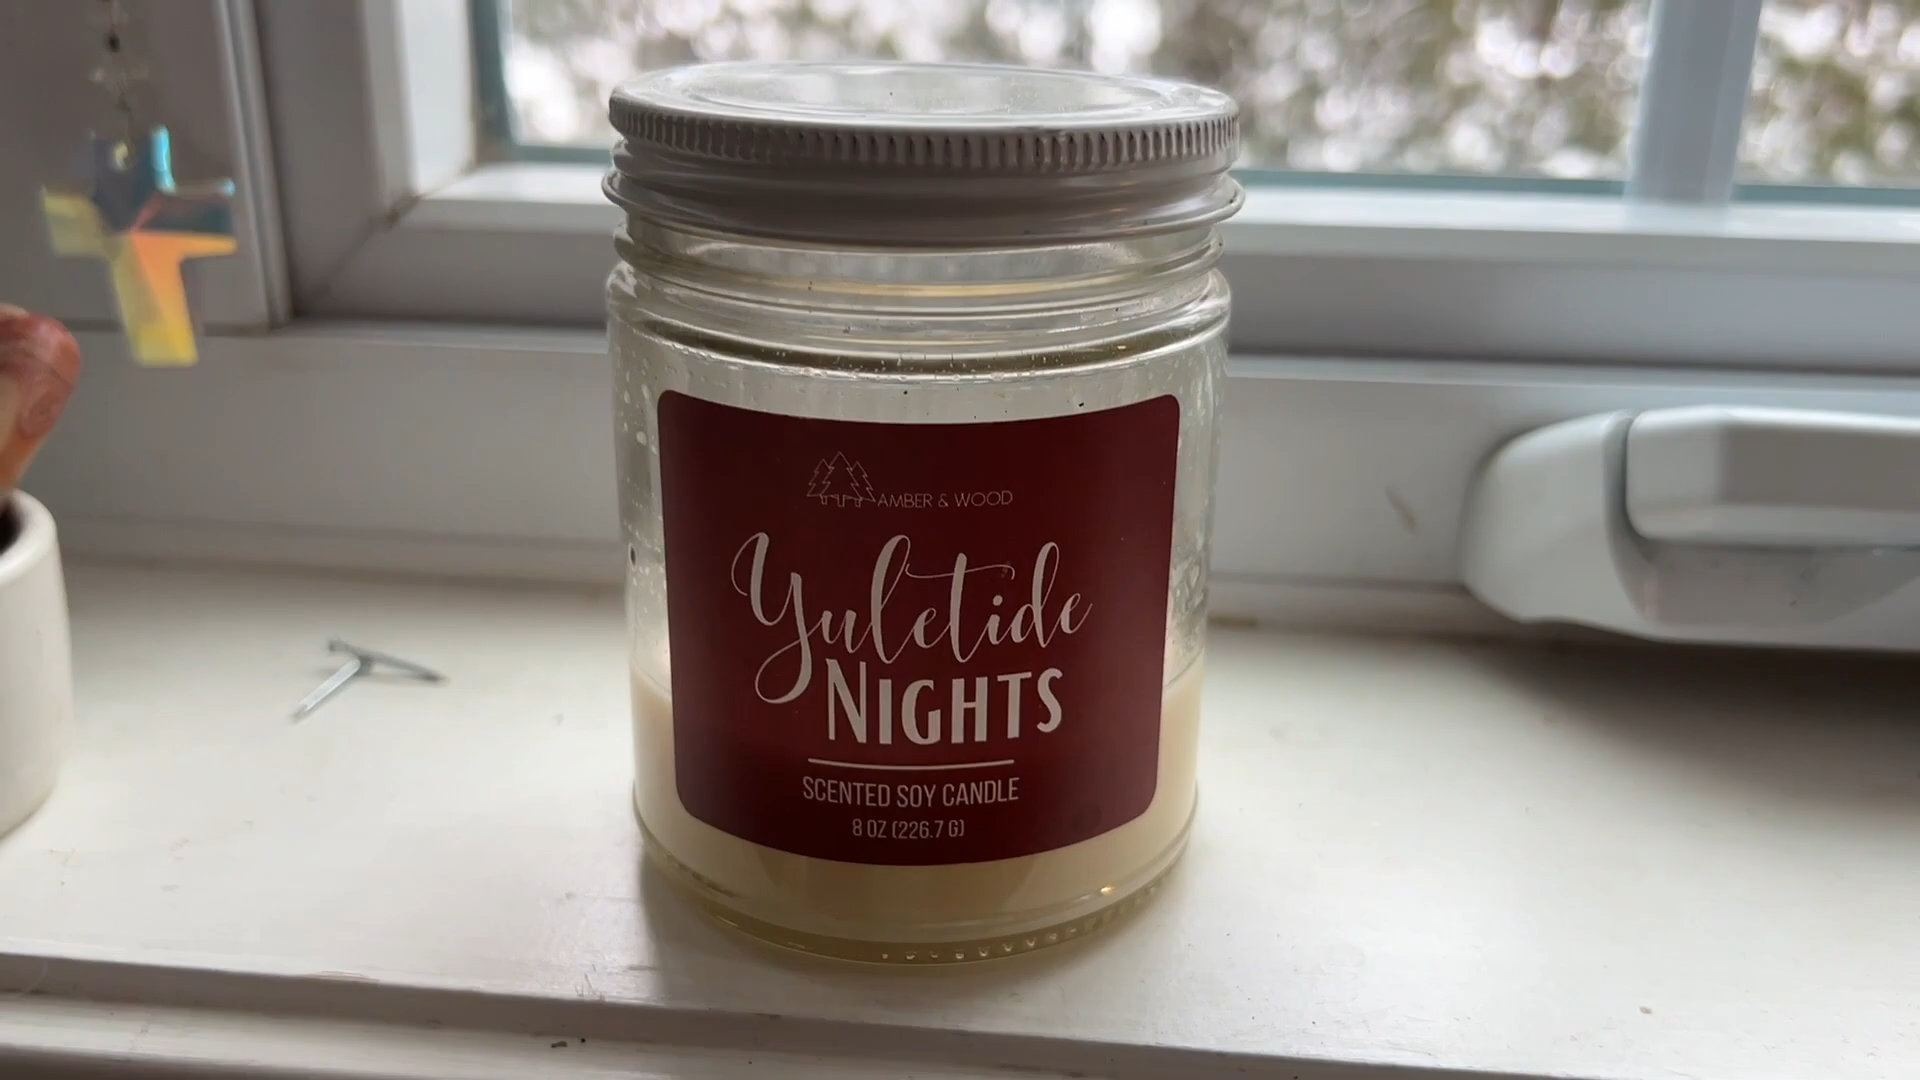 AMBER & WOOD
Yuletide
NIGHTS
SCENTED SOY CANDLE
8 OZ (226.7 G)